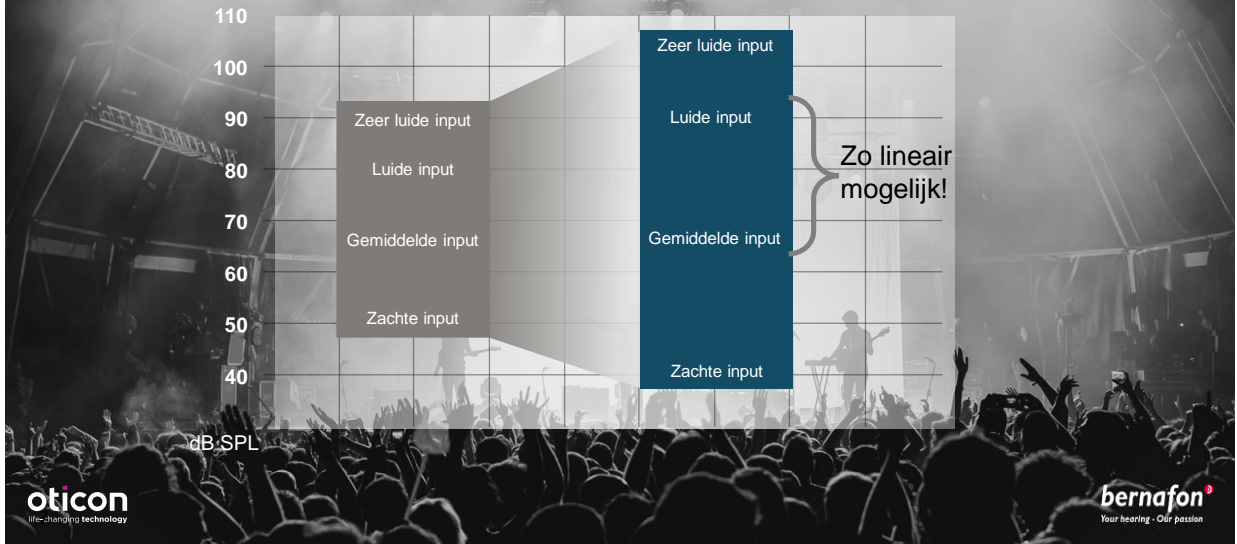 110
100
90
80
70
60
50
40
dB SPL
Zeer luide input
Luide input
Gemiddelde input
Zachte input
Zeer luide input
Luide input
Gemiddelde input
Zachte input
Zo lineair
mogelijk!
oticon
life-changing technology
bernafon
Your hearing · Our passion